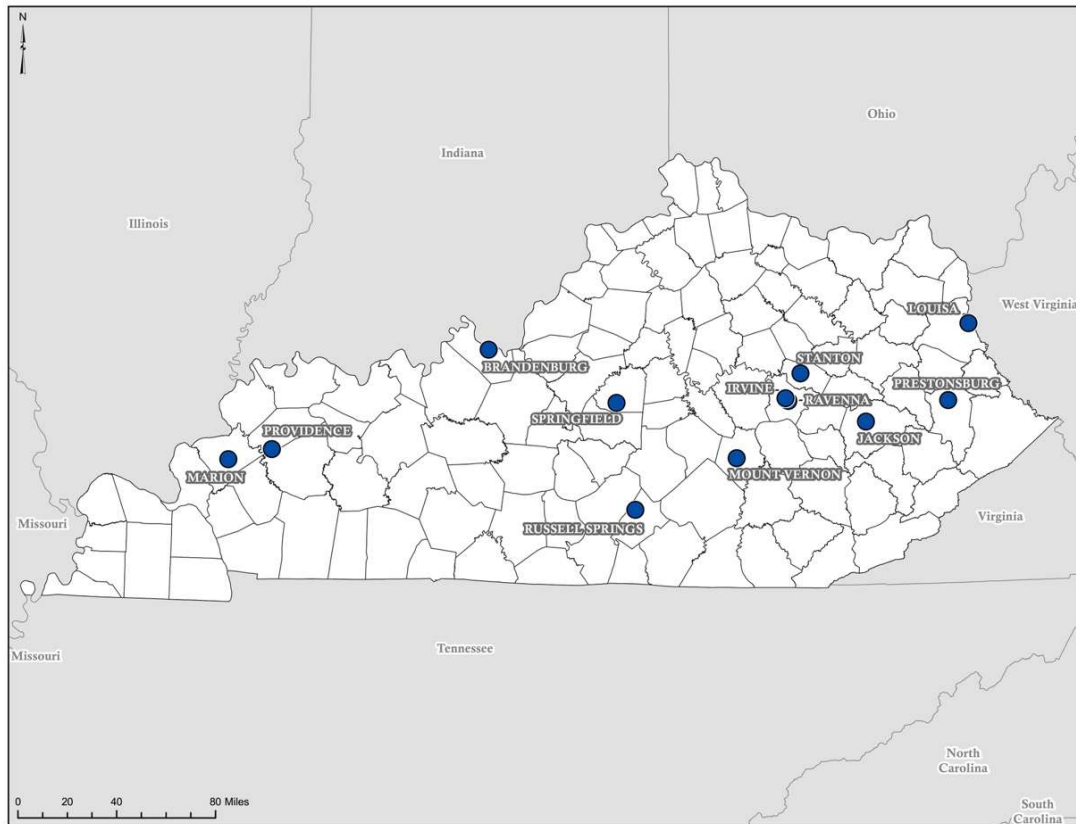 N
Ohio
Indiana
Illinois
West Virginia
LOUISA
BRANDENBURG
STANTON
IRVINE
RAVENNA
PRESTONSBURG
SPRINGFIELD
PROVIDENCE
JACKSON
MARION
MOUNT VERNON
RUSSELL SPRINGS
Missouri
Virginia
Missouri
Tennessee
North
Carolina
South
Carolina
0 20 40 80 Miles